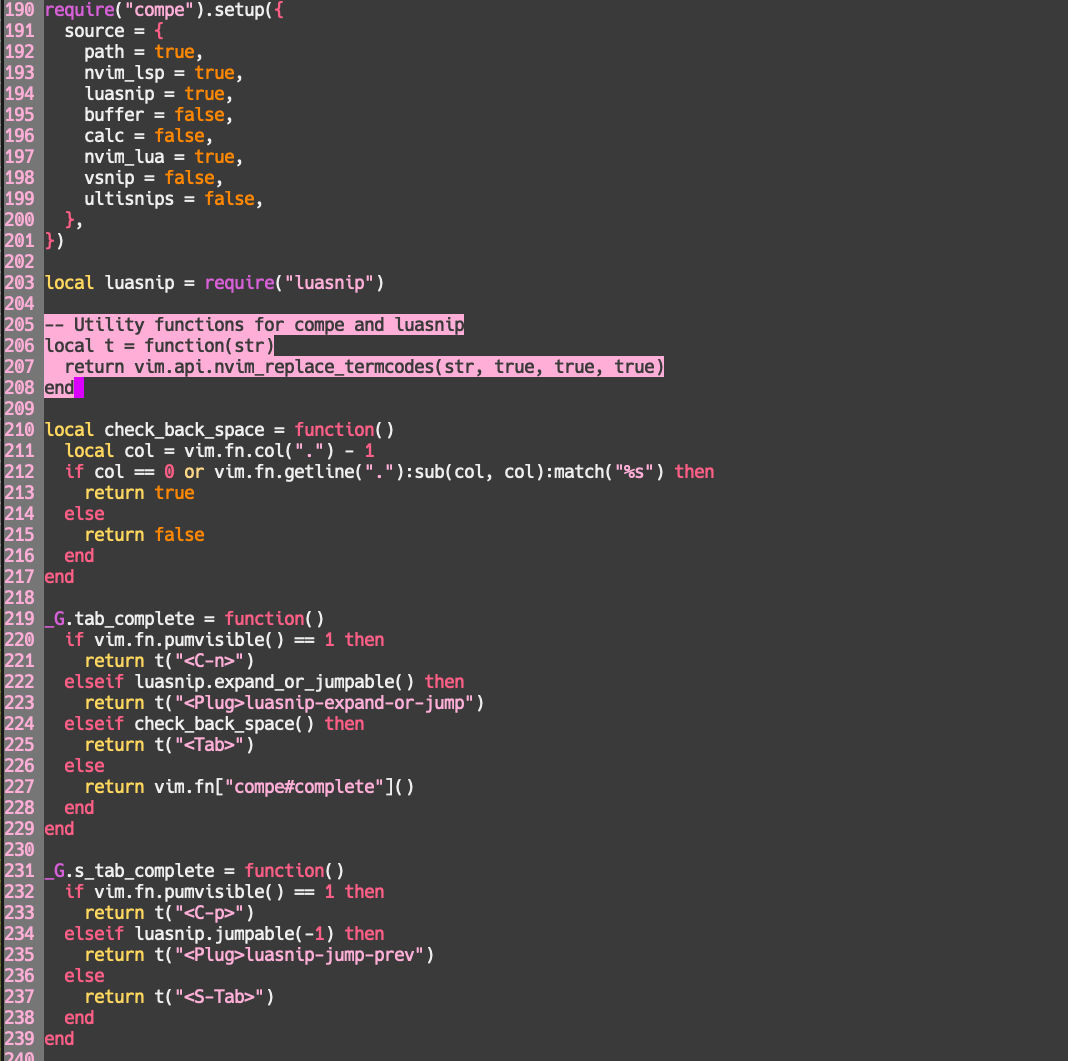 190 require("compe").setup({
191   source = {
192     path = true,
193     nvim_lsp = true,
194     luasnip = true,
195     buffer = false,
196     calc = false,
197     nvim_lua = true,
198     vsnip = false,
199     ultisnips = false,
200   },
201 })
202
203 local luasnip = require("luasnip")
204
205 -- Utility functions for compe and luasnip
206 local t = function(str)
207   return vim.api.nvim_replace_termcodes(str, true, true, true)
208 end
209
210 local check_back_space = function()
211   local col = vim.fn.col(".") - 1
212   if col == 0 or vim.fn.getline("."):sub(col, col):match("%s") then
213     return true
214   else
215     return false
216   end
217 end
218
219 _G.tab_complete = function()
220   if vim.fn.pumvisible() == 1 then
221     return t("<C-n>")
222   elseif luasnip.expand_or_jumpable() then
223     return t("<Plug>luasnip-expand-or-jump")
224   elseif check_back_space() then
225     return t("<Tab>")
226   else
227     return vim.fn["compe#complete"]()
228   end
229 end
230
231 _G.s_tab_complete = function()
232   if vim.fn.pumvisible() == 1 then
233     return t("<C-p>")
234   elseif luasnip.jumpable(-1) then
235     return t("<Plug>luasnip-jump-prev")
236   else
237     return t("<S-Tab>")
238   end
239 end
240